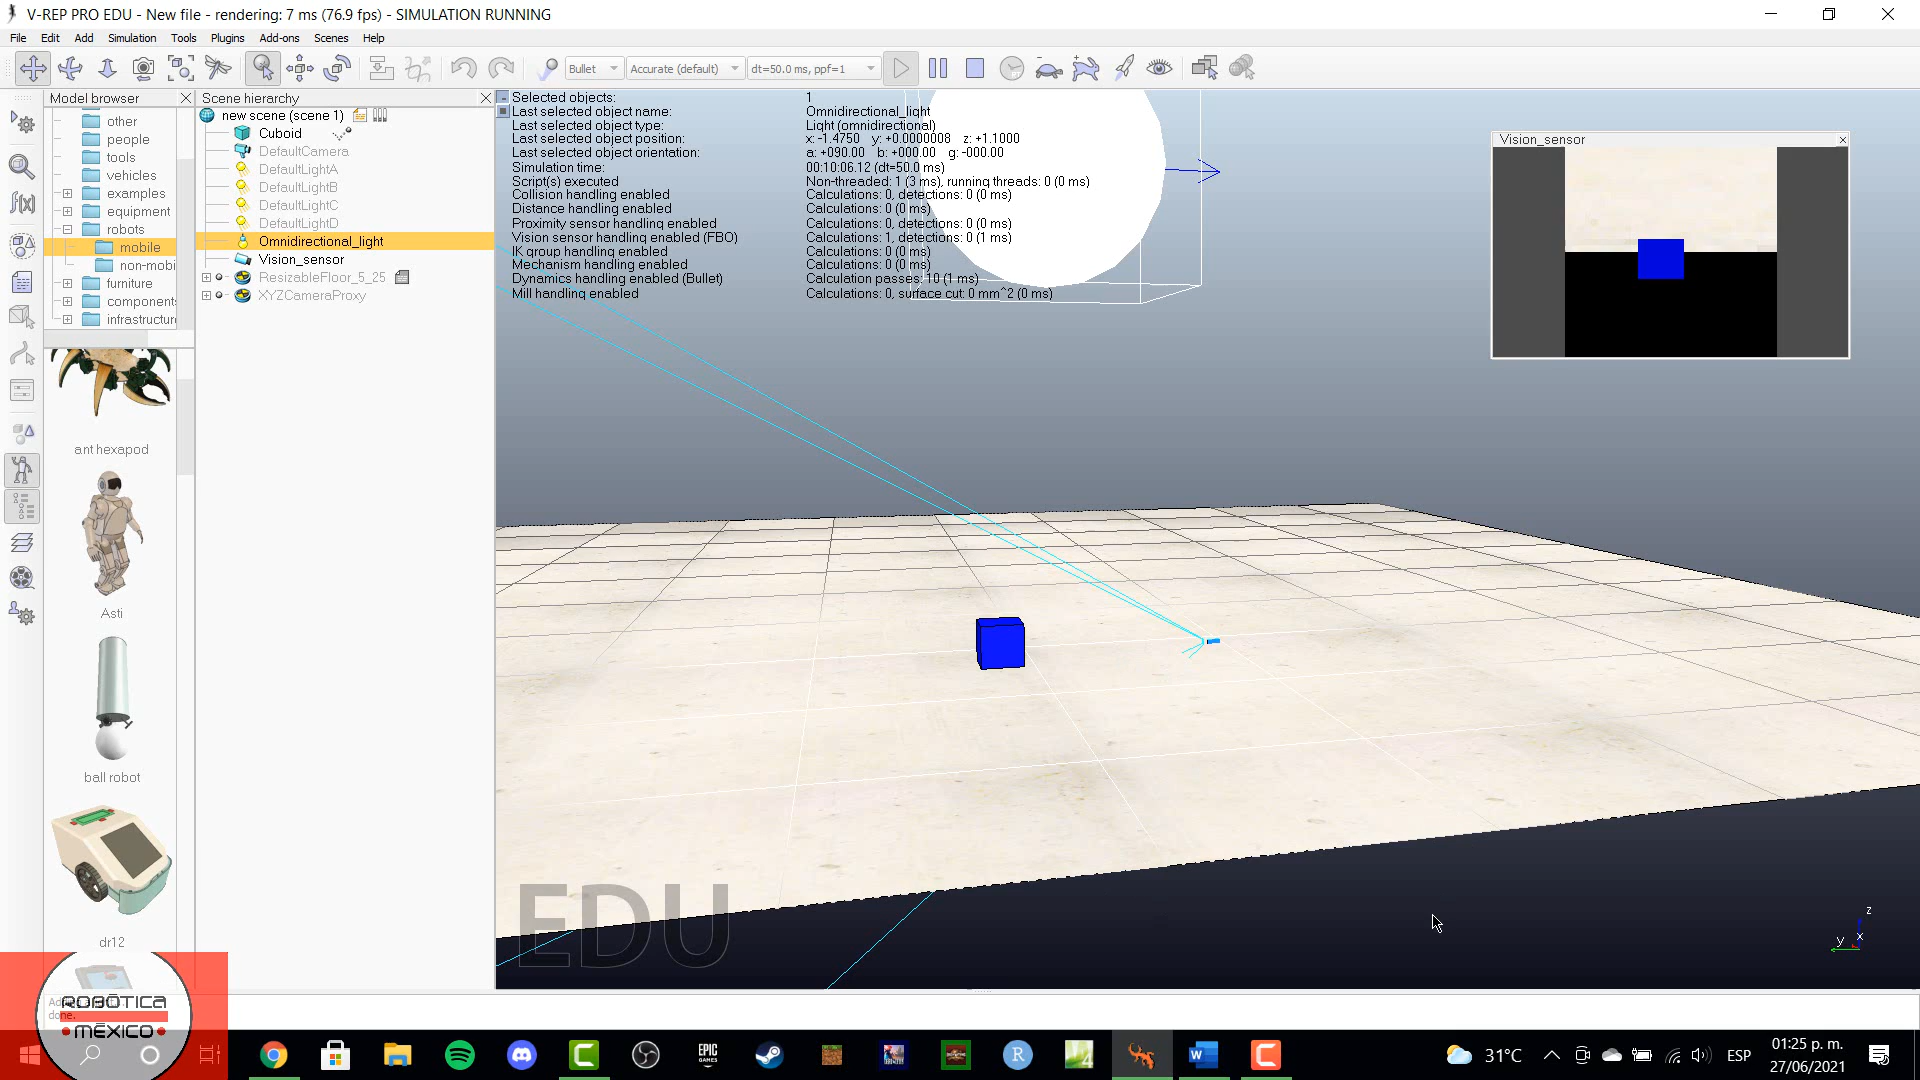 V-REP PRO EDU - New file - rendering: 7 ms (76.9 fps) - SIMULATION RUNNING
File Edit Add Simulation Tools Plugins Add-ons Scenes Help
Bullet Accurate (default) dt=50.0 ms, ppf=1
Model browser
other
people
tools
vehicles
examples
equipment
robots
mobile
non-mobi
furniture
components
infrastructure
ant hexapod
Asti
ball robot
dr12
Scene hierarchy
new scene (scene 1)
Cuboid
DefaultCamera
DefaultLightA
DefaultLightB
DefaultLightC
DefaultLightD
Omnidirectional_light
Vision_sensor
ResizableFloor_5_25
XYZCameraProxy
Selected objects: 1
Last selected object name: Omnidirectional_light
Last selected object type: Light (omnidirectional)
Last selected object position: x: -1.4750 y: +0.0000008 z: +1.1000
Last selected object orientation: a: +090.00 b: +000.00 g: -000.00
Simulation time: 00:10:06.12 (dt=50.0 ms)
Script(s) executed Non-threaded: 1 (3 ms), running threads: 0 (0 ms)
Collision handling enabled Calculations: 0, detections: 0 (0 ms)
Distance handling enabled Calculations: 0 (0 ms)
Proximity sensor handling enabled Calculations: 0, detections: 0 (0 ms)
Vision sensor handling enabled (FBO) Calculations: 1, detections: 0 (1 ms)
IK group handling enabled Calculations: 0 (0 ms)
Mechanism handling enabled Calculations: 0 (0 ms)
Dynamics handling enabled (Bullet) Calculation passes: 10 (1 ms)
Mill handling enabled Calculations: 0, surface cut: 0 mm^2 (0 ms)
Vision_sensor
EDU
z
y x
done.
ROBÓTICA
MÉXICO
EPIC
GAMES
31°C
ESP
01:25 p. m.
27/06/2021